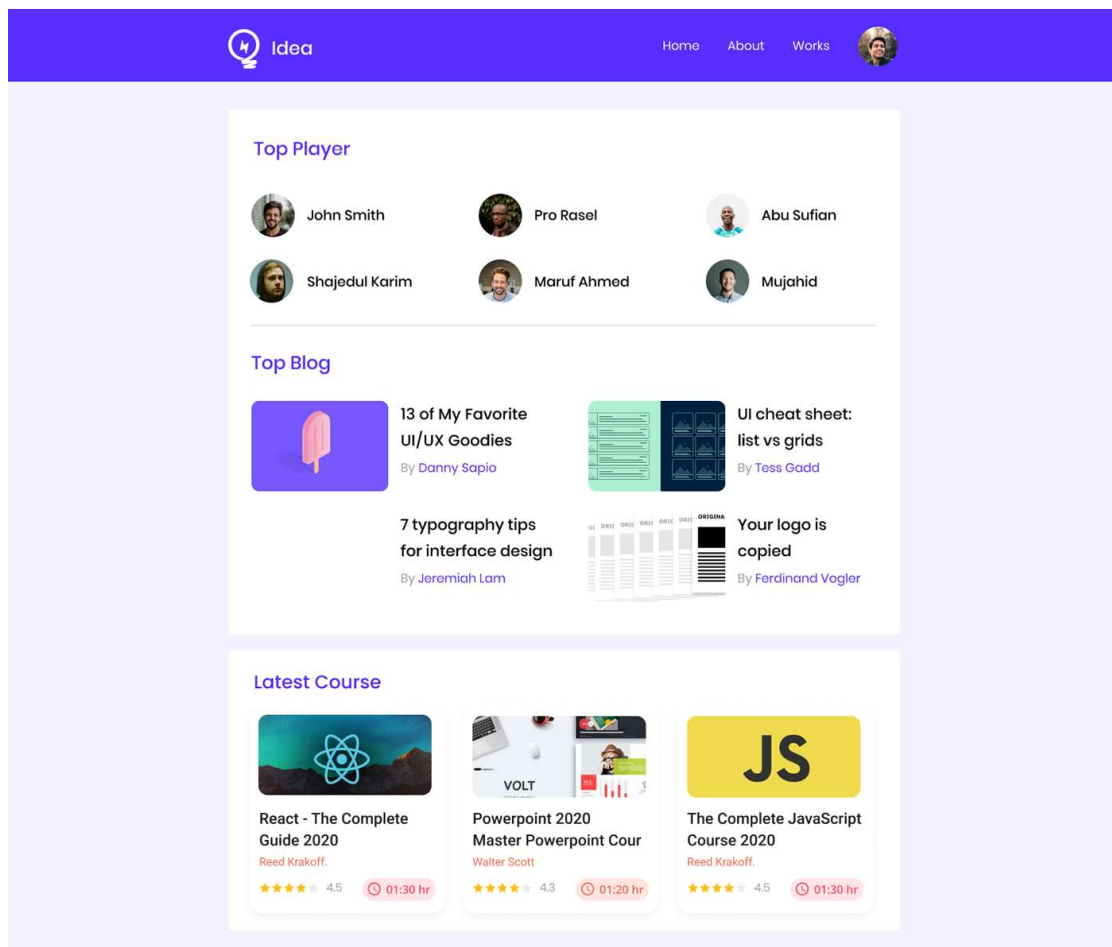 Idea
Home About Works
Top Player
John Smith
Pro Rasel
Abu Sufian
Shajedul Karim
Maruf Ahmed
Mujahid
Top Blog
13 of My Favorite
UI/UX Goodies
By Danny Sapio
UI cheat sheet:
list vs grids
By Tess Gadd
7 typography tips
for interface design
By Jeremiah Lam
ORIGINA
Your logo is
copied
By Ferdinand Vogler
Latest Course
React - The Complete
Guide 2020
Reed Krakoff.
4.5
01:30 hr
VOLT
Powerpoint 2020
Master Powerpoint Cour
Walter Scott
4.3
01:20 hr
JS
The Complete JavaScript
Course 2020
Reed Krakoff.
4.5
01:30 hr